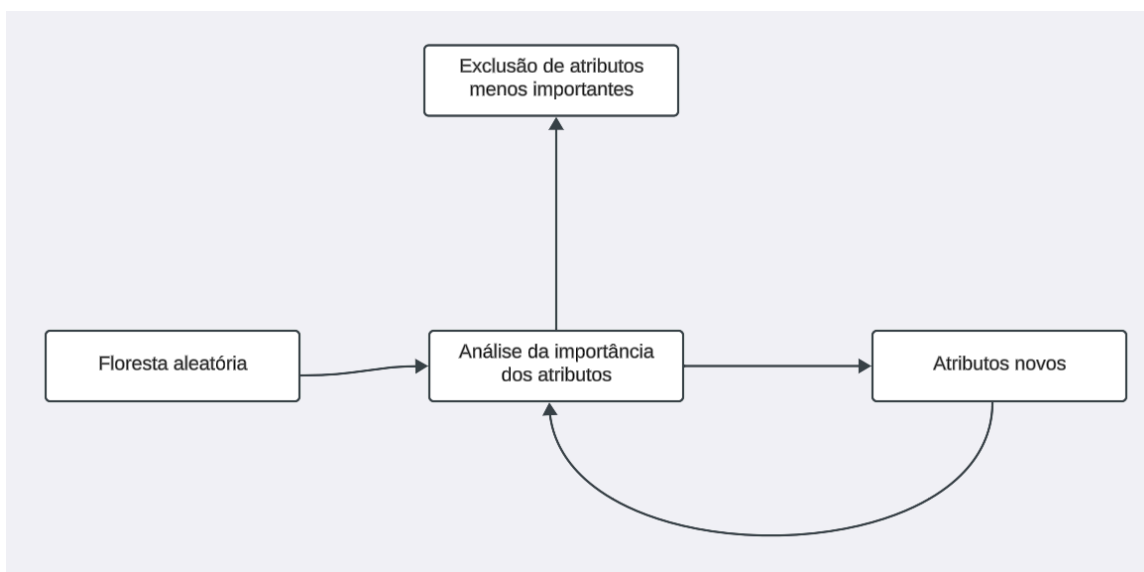 Exclusão de atributos
menos importantes
Floresta aleatória
Análise da importância
dos atributos
Atributos novos